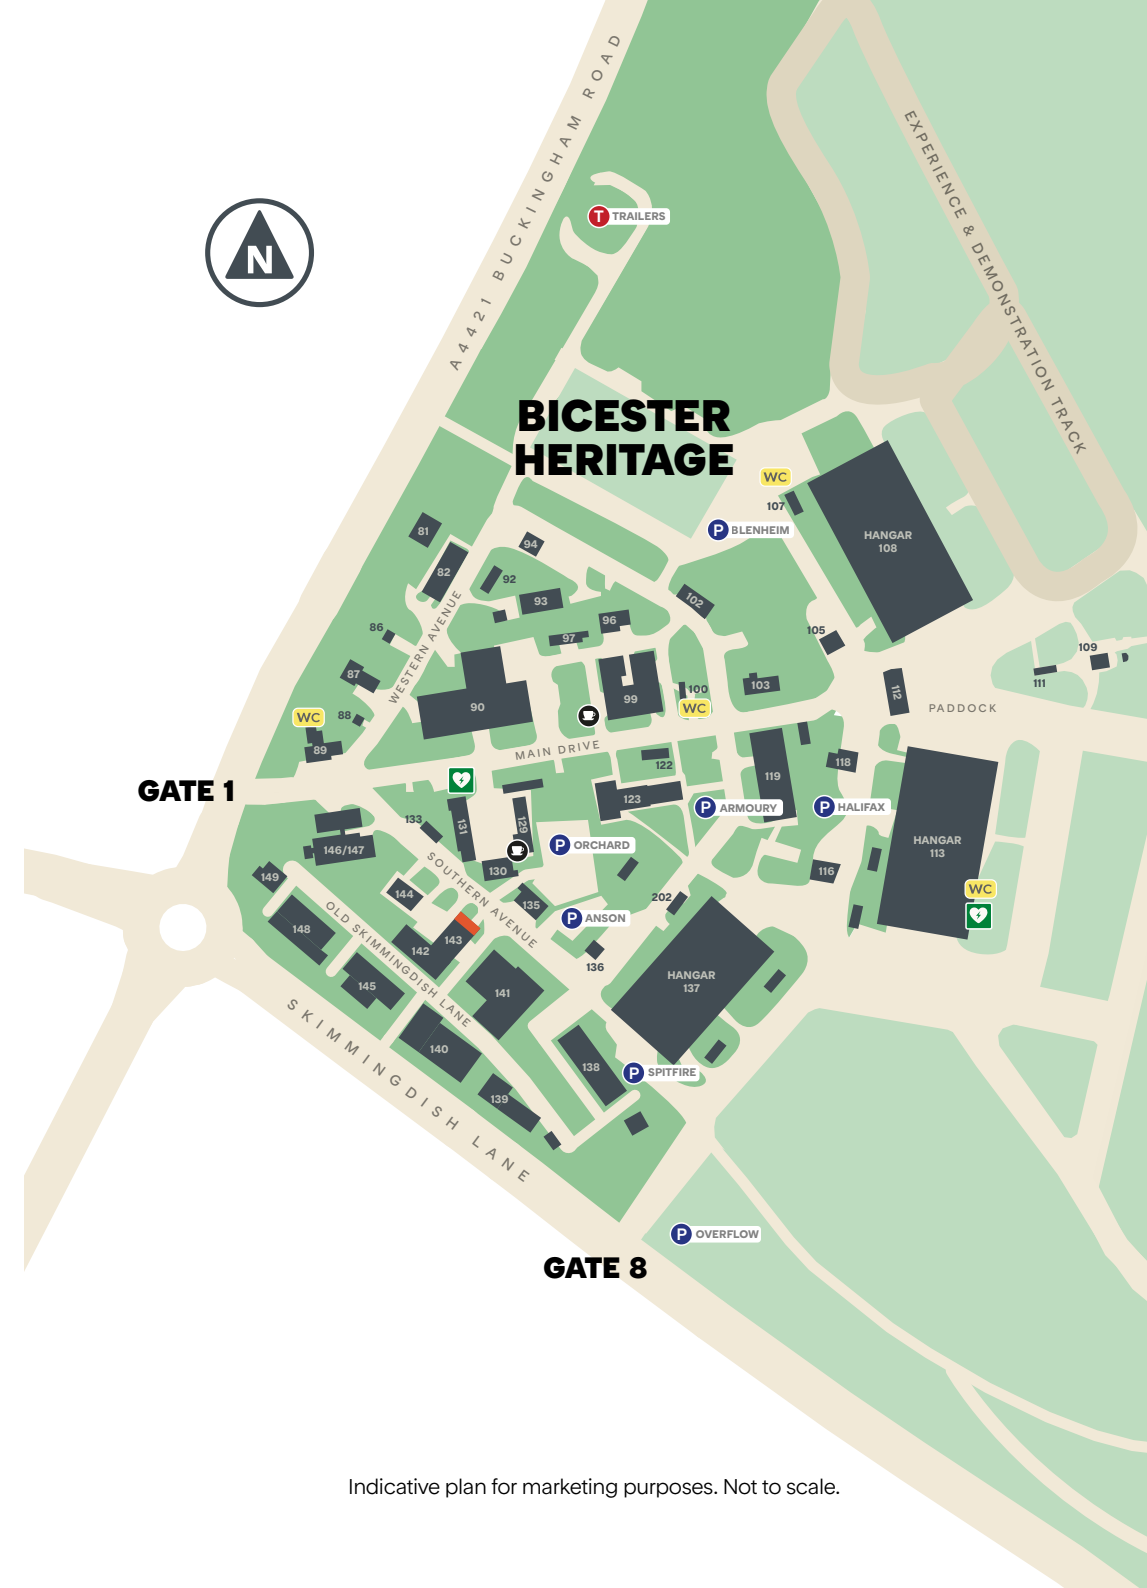 A4421 BUCKINGHAM ROAD
EXPERIENCE & DEMONSTRATION TRACK
T TRAILERS
N
BICESTER
HERITAGE
WC
107
P BLENHEIM
HANGAR
108
81
94
82
92
93
102
96
97
86
105
WESTERN AVENUE
87
99
100
103
109
111
112
WC
88
90
WC
PADDOCK
89
MAIN DRIVE
122
118
119
GATE 1
123
P ARMOURY
P HALIFAX
133
131
129
HANGAR
113
146/147
P ORCHARD
130
116
149
SOUTHERN AVENUE
144
135
202
WC
OLD SKIMMINGDISH LANE
148
P ANSON
143
142
136
HANGAR
137
145
141
SKIMMINGDISH LANE
140
138
P SPITFIRE
139
P OVERFLOW
GATE 8
Indicative plan for marketing purposes. Not to scale.